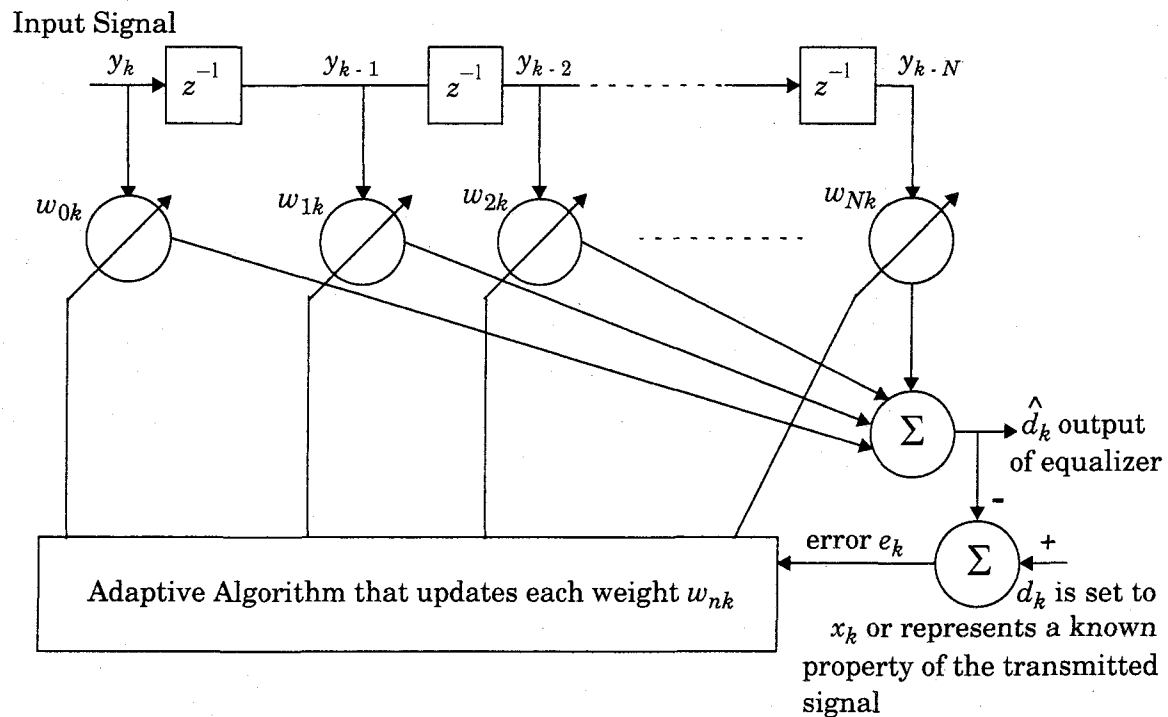 Input Signal
y_k
z^{-1}
y_{k-1}
z^{-1}
y_{k-2}
z^{-1}
y_{k-N}
w_{0k}
w_{1k}
w_{2k}
w_{Nk}
Σ
\hat{d}_k output
of equalizer
-
Adaptive Algorithm that updates each weight w_{nk}
error e_k
Σ
+
d_k is set to
x_k or represents a known
property of the transmitted
signal